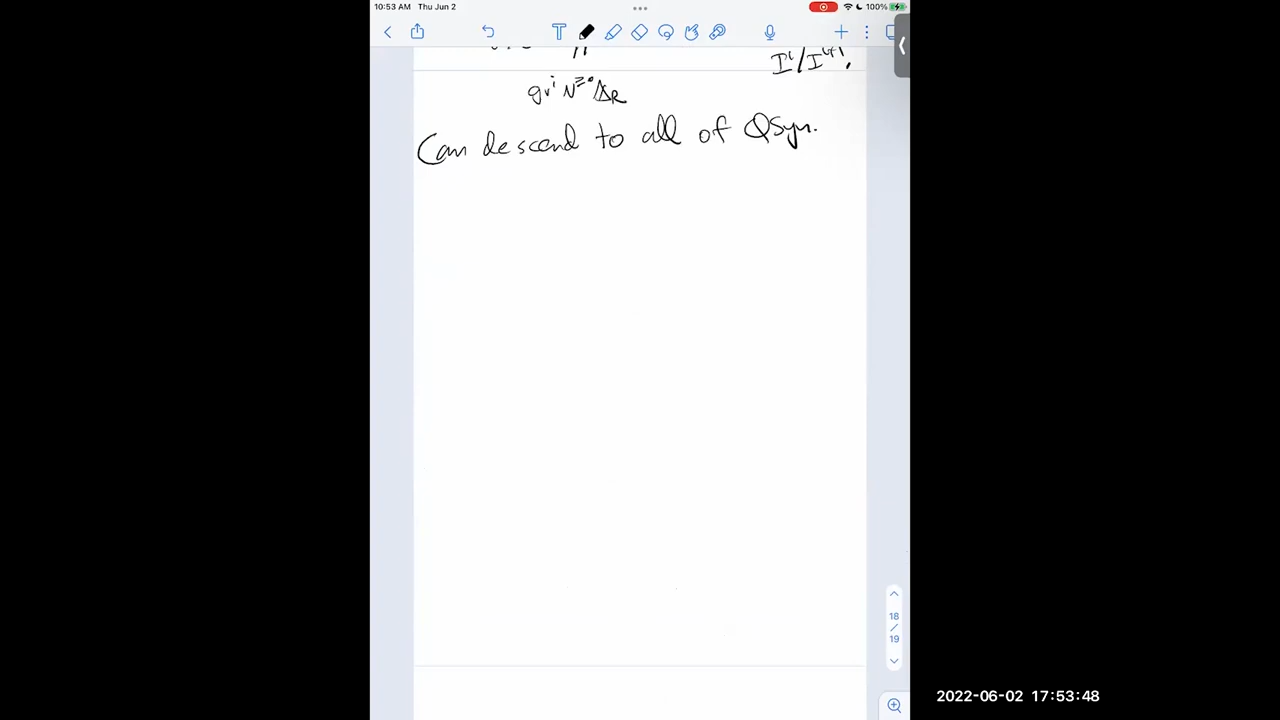 10:53 AM Thu Jun 2
100%
I^i/I^{i+1}.
gr^i N^{≥•} Δ_R
Can descend to all of QSyn.
18
/
19
2022-06-02 17:53:48